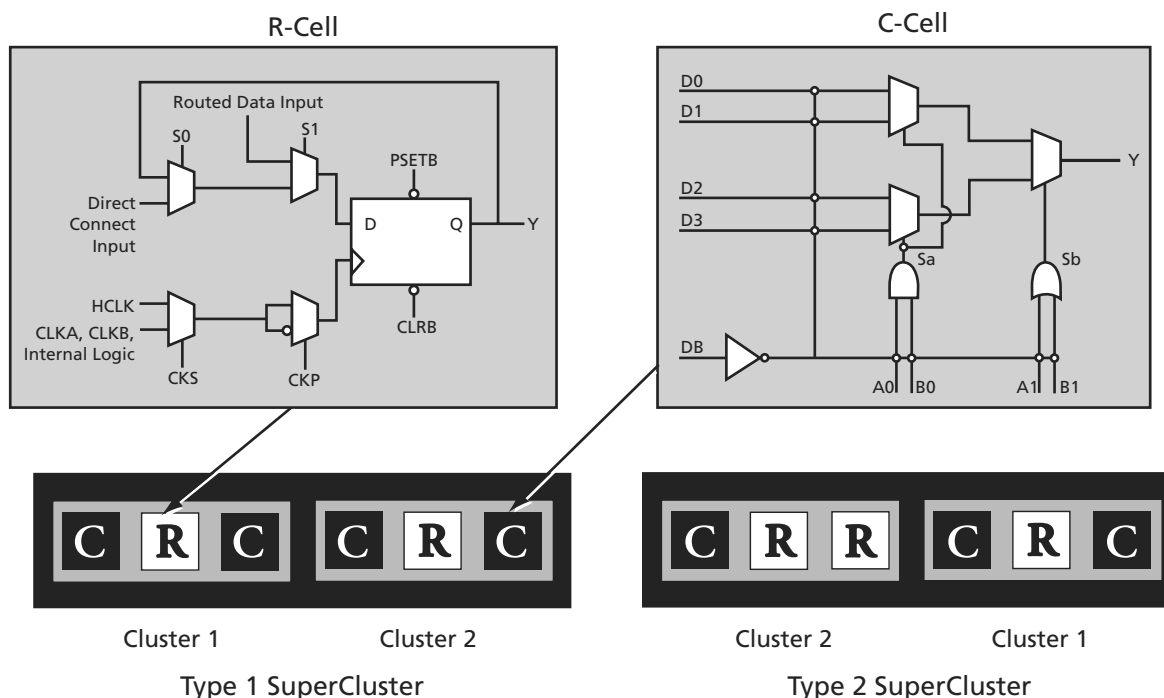 R-Cell
Routed Data Input
S0
S1
PSETB
Direct
Connect
Input
D
Q
Y
HCLK
CLKA, CLKB,
Internal Logic
CKS
CKP
CLRB
C-Cell
D0
D1
D2
D3
Y
Sa
Sb
DB
A0
B0
A1
B1
C R C
C R C
Cluster 1
Cluster 2
Type 1 SuperCluster
C R R
C R C
Cluster 2
Cluster 1
Type 2 SuperCluster